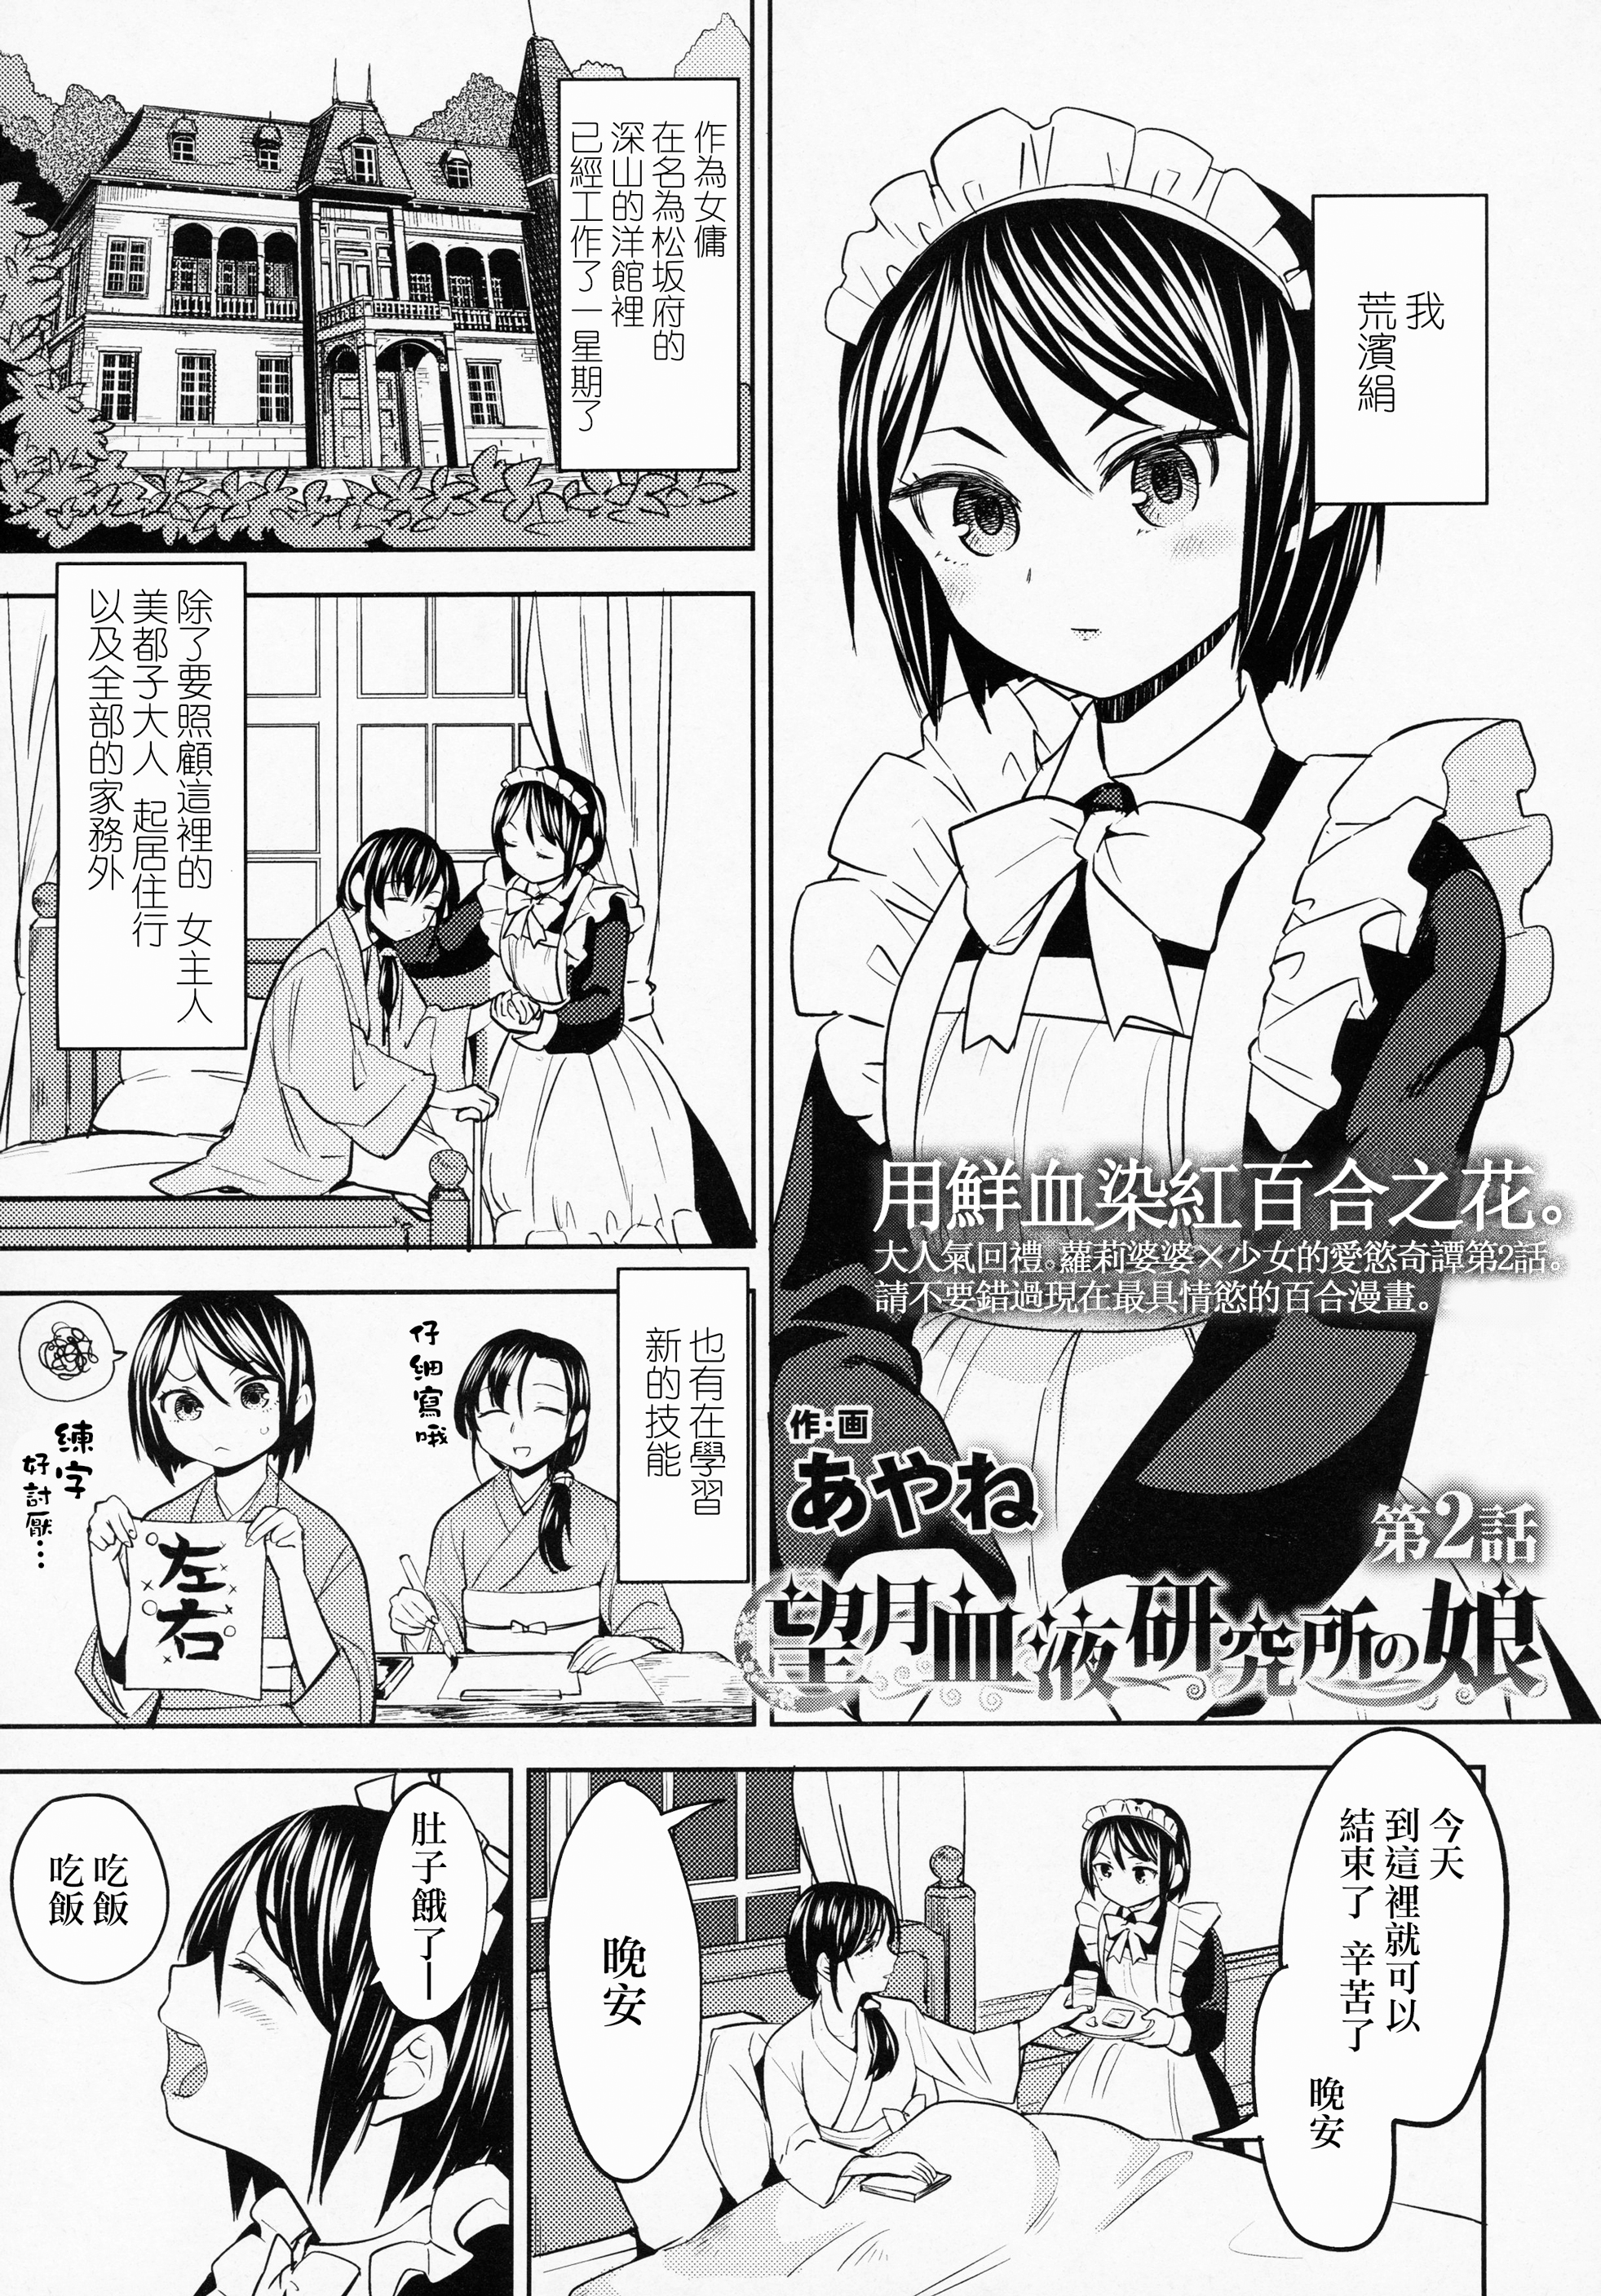 我
荒濱絹
用鮮血染紅百合之花。
大人氣回禮。蘿莉婆婆×少女的愛慾奇譚第2話。
請不要錯過現在最具情慾的百合漫畫。
作・画
あやね
第2話
望月血液研究所の娘
作為女傭
在名為松坂府的
深山的洋館裡
已經工作了一星期了
除了要照顧這裡的 女主人
美都子大人 起居住行
以及全部的家務外
也有在學習
新的技能
仔細寫哦
左右
練字
好討厭…
今天
到這裡就可以
結束了 辛苦了
晚安
晚安
肚子餓了—
吃飯
吃飯